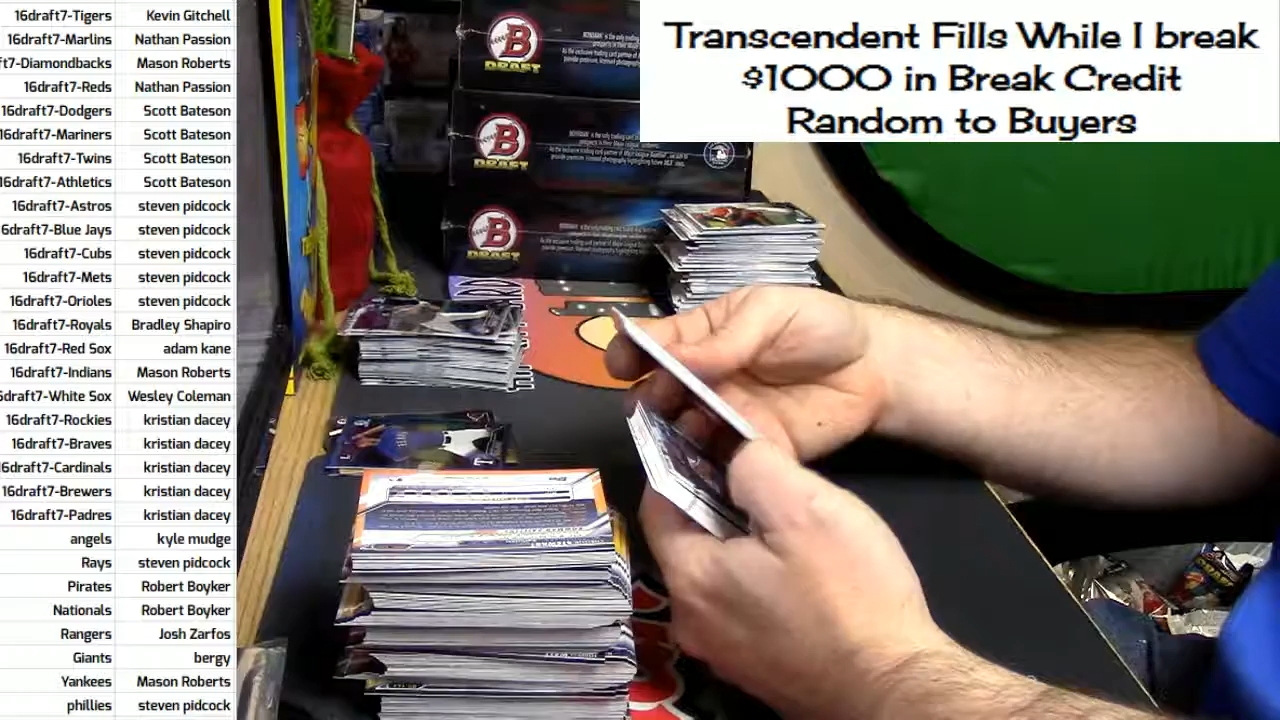 16draft7-Tigers Kevin Gitchell
16draft7-Marlins Nathan Passion
ft7-Diamondbacks Mason Roberts
16draft7-Reds Nathan Passion
16draft7-Dodgers Scott Bateson
16draft7-Mariners Scott Bateson
16draft7-Twins Scott Bateson
16draft7-Athletics Scott Bateson
16draft7-Astros steven pidcock
6draft7-Blue Jays steven pidcock
16draft7-Cubs steven pidcock
16draft7-Mets steven pidcock
16draft7-Orioles steven pidcock
16draft7-Royals Bradley Shapiro
16draft7-Red Sox adam kane
16draft7-Indians Mason Roberts
draft7-White Sox Wesley Coleman
16draft7-Rockies kristian dacey
16draft7-Braves kristian dacey
6draft7-Cardinals kristian dacey
16draft7-Brewers kristian dacey
16draft7-Padres kristian dacey
angels kyle mudge
Rays steven pidcock
Pirates Robert Boyker
Nationals Robert Boyker
Rangers Josh Zarfos
Giants bergy
Yankees Mason Roberts
phillies steven pidcock
Transcendent Fills While I break
$1000 in Break Credit
Random to Buyers
B
DRAFT
B
DRAFT
B
DRAFT